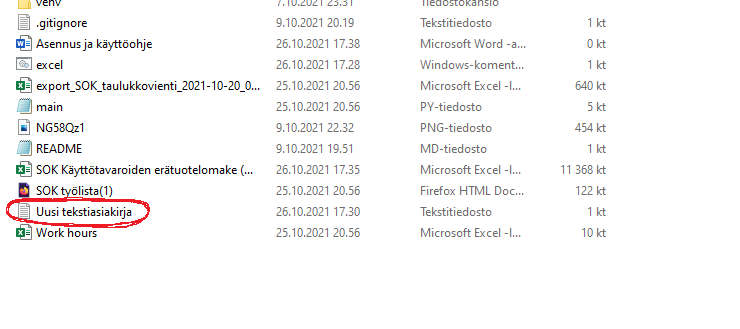 venv 7.10.2021 23.31 Tiedostokansio
.gitignore 9.10.2021 20.19 Tekstitiedosto 1 kt
Asennus ja käyttöohje 26.10.2021 17.38 Microsoft Word -a... 0 kt
excel 26.10.2021 17.28 Windows-koment... 1 kt
export_SOK_taulukkovienti_2021-10-20_0... 25.10.2021 20.56 Microsoft Excel -l... 640 kt
main 25.10.2021 20.56 PY-tiedosto 5 kt
NG58Qz1 9.10.2021 22.32 PNG-tiedosto 454 kt
README 25.10.2021 20.56 MD-tiedosto 1 kt
SOK Käyttötavaroiden erätuotelomake (... 26.10.2021 17.35 Microsoft Excel -l... 11 368 kt
SOK työlista(1) 25.10.2021 20.56 Firefox HTML Doc... 122 kt
Uusi tekstiasiakirja 26.10.2021 17.30 Tekstitiedosto 1 kt
Work hours 25.10.2021 20.56 Microsoft Excel -l... 10 kt